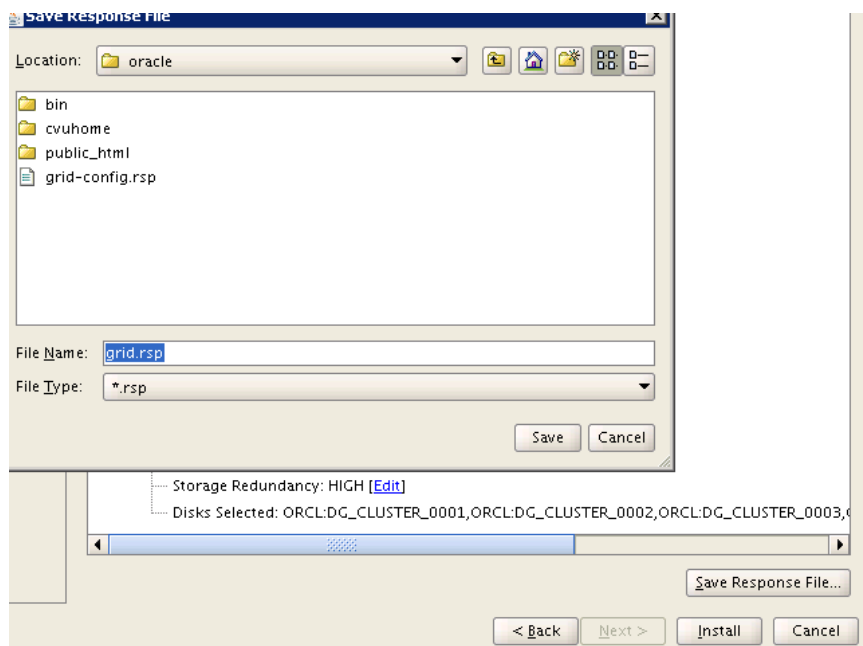 Save Response File
Location: oracle
bin
cvuhome
public_html
grid-config.rsp
File Name: grid.rsp
File Type: *.rsp
Save Cancel
Storage Redundancy: HIGH [Edit]
Disks Selected: ORCL:DG_CLUSTER_0001,ORCL:DG_CLUSTER_0002,ORCL:DG_CLUSTER_0003,
Save Response File...
< Back Next > Install Cancel